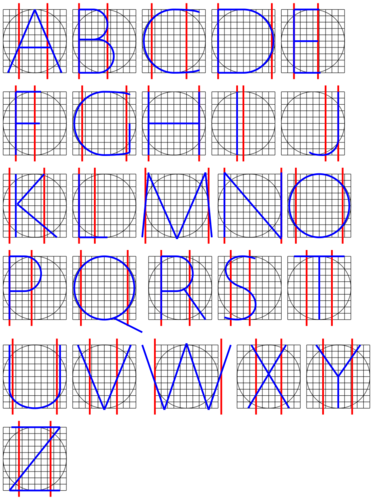 A B C D E
F G H I J
K L M N O
P Q R S T
U V W X Y
Z